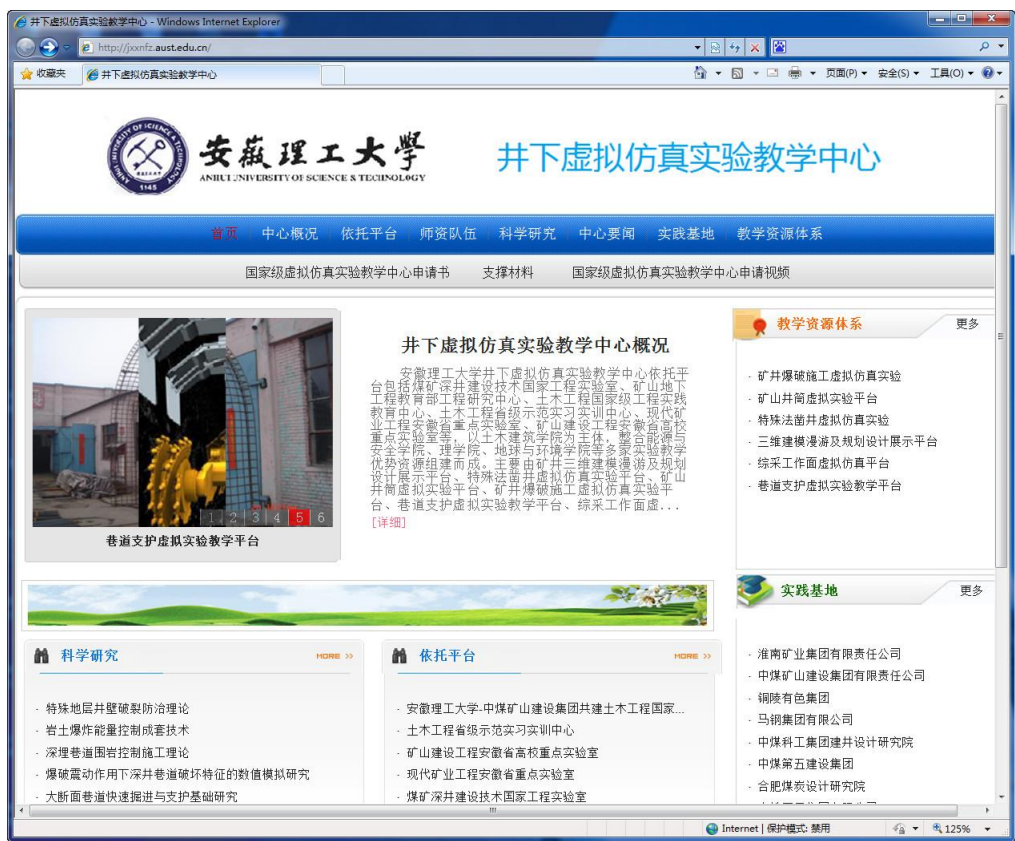 井下虚拟仿真实验教学中心 - Windows Internet Explorer
http://jxxnfz.aust.edu.cn/
收藏夹
井下虚拟仿真实验教学中心
页面(P)
安全(S)
工具(O)
安徽理工大學
ANHUI UNIVERSITY OF SCIENCE & TECHNOLOGY
1945
井下虚拟仿真实验教学中心
首页 中心概况 依托平台 师资队伍 科学研究 中心要闻 实践基地 教学资源体系
国家级虚拟仿真实验教学中心申请书 支撑材料 国家级虚拟仿真实验教学中心申请视频
1 2 3 4 5 6
巷道支护虚拟实验教学平台
井下虚拟仿真实验教学中心概况
安徽理工大学井下虚拟仿真实验教学中心依托平
台包括煤矿深井建设技术国家工程实验室、矿山地下
工程教育部工程研究中心、土木工程国家级工程实践
教育中心、土木工程省级示范实习实训中心、现代矿
业工程安徽省重点实验室、矿山建设工程安徽省高校
重点实验室等，以土木建筑学院为主体，整合能源与
安全学院、理学院、地球与环境学院等多家实验教学
优势资源组建而成。主要由矿井三维建模漫游及规划
设计展示平台、特殊法凿井虚拟仿真实验平台、矿山
井筒虚拟实验平台、矿井爆破施工虚拟仿真实验平
台、巷道支护虚拟实验教学平台、综采工作面虚...
[详细]
教学资源体系
更多
· 矿井爆破施工虚拟仿真实验
· 矿山井筒虚拟实验平台
· 特殊法凿井虚拟仿真实验
· 三维建模漫游及规划设计展示平台
· 综采工作面虚拟仿真平台
· 巷道支护虚拟实验教学平台
科学研究
MORE >>
· 特殊地层井壁破裂防治理论
· 岩土爆炸能量控制成套技术
· 深埋巷道围岩控制施工理论
· 爆破震动作用下深井巷道破坏特征的数值模拟研究
· 大断面巷道快速掘进与支护基础研究
依托平台
MORE >>
· 安徽理工大学-中煤矿山建设集团共建土木工程国家...
· 土木工程省级示范实习实训中心
· 矿山建设工程安徽省高校重点实验室
· 现代矿业工程安徽省重点实验室
· 煤矿深井建设技术国家工程实验室
实践基地
更多
· 淮南矿业集团有限责任公司
· 中煤矿山建设集团有限责任公司
· 铜陵有色集团
· 马钢集团有限公司
· 中煤科工集团建井设计研究院
· 中煤第五建设集团
· 合肥煤炭设计研究院
Internet | 保护模式: 禁用
125%